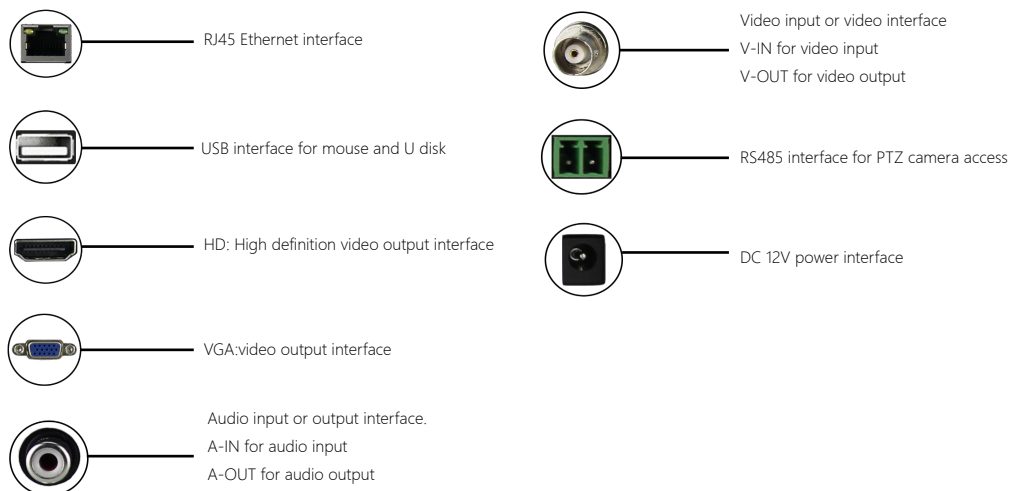 RJ45 Ethernet interface
USB interface for mouse and U disk
HD: High definition video output interface
VGA:video output interface
Audio input or output interface.
A-IN for audio input
A-OUT for audio output
Video input or video interface
V-IN for video input
V-OUT for video output
RS485 interface for PTZ camera access
DC 12V power interface